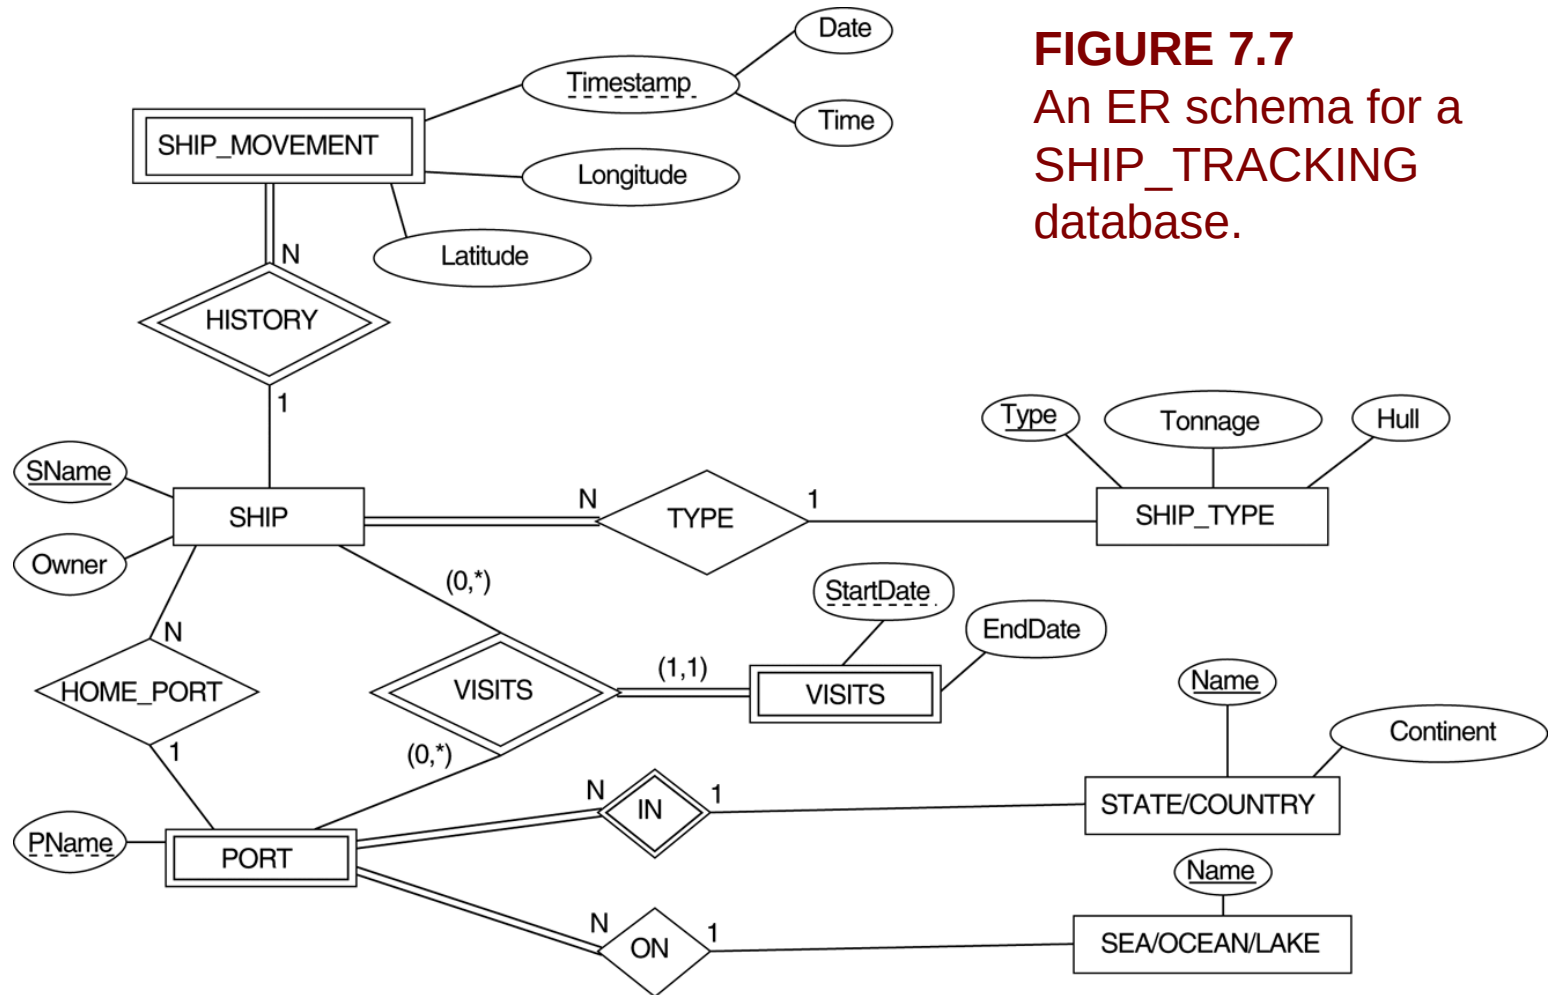 FIGURE 7.7
An ER schema for a
SHIP_TRACKING
database.
Date
Timestamp
Time
SHIP_MOVEMENT
Longitude
Latitude
N
HISTORY
1
SName
Owner
SHIP
N
TYPE
1
Type
Tonnage
Hull
SHIP_TYPE
(0,*)
StartDate
EndDate
N
HOME_PORT
1
VISITS
(1,1)
VISITS
(0,*)
Name
Continent
N
IN
1
STATE/COUNTRY
PName
PORT
Name
N
ON
1
SEA/OCEAN/LAKE